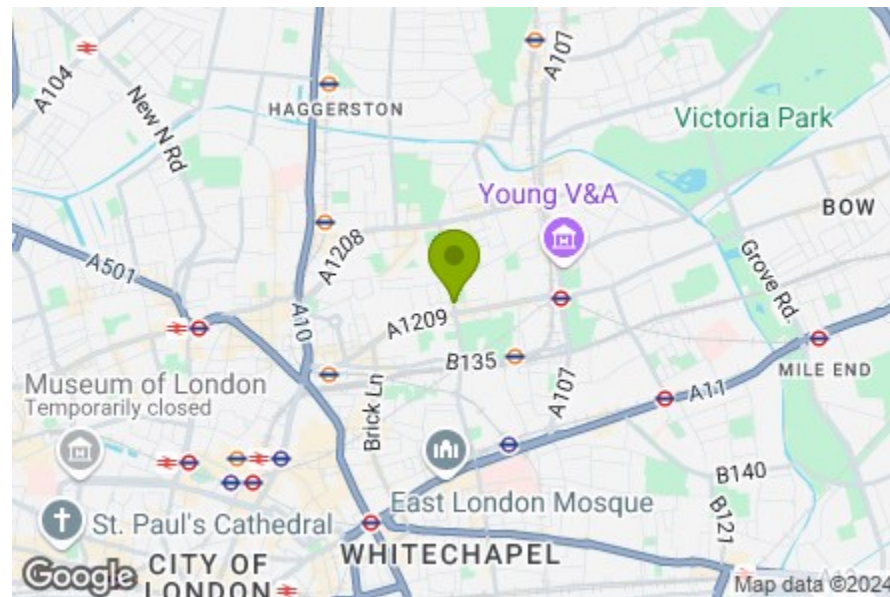 A104
New N Rd
HAGGERSTON
A107
Victoria Park
Young V&A
BOW
A1208
A501
Grove Rd.
A10
A1209
B135
Museum of London
Temporarily closed
Brick Ln
A107
A11
MILE END
B140
East London Mosque
B121
St. Paul's Cathedral
WHITECHAPEL
CITY OF
LONDON
Google
Map data ©2024